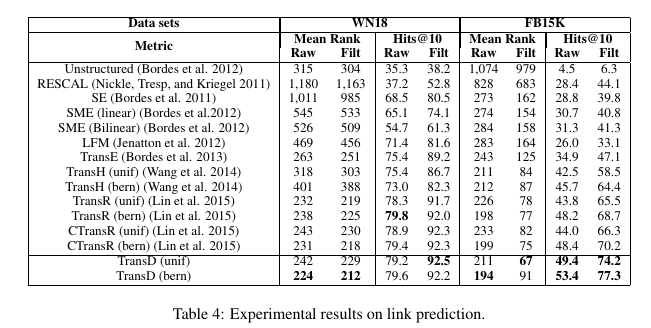 Data sets WN18 FB15K
Metric Mean Rank Hits@10 Mean Rank Hits@10
Raw Filt Raw Filt Raw Filt Raw Filt
Unstructured (Bordes et al. 2012) 315 304 35.3 38.2 1,074 979 4.5 6.3
RESCAL (Nickle, Tresp, and Kriegel 2011) 1,180 1,163 37.2 52.8 828 683 28.4 44.1
SE (Bordes et al. 2011) 1,011 985 68.5 80.5 273 162 28.8 39.8
SME (linear) (Bordes et al.2012) 545 533 65.1 74.1 274 154 30.7 40.8
SME (Bilinear) (Bordes et al. 2012) 526 509 54.7 61.3 284 158 31.3 41.3
LFM (Jenatton et al. 2012) 469 456 71.4 81.6 283 164 26.0 33.1
TransE (Bordes et al. 2013) 263 251 75.4 89.2 243 125 34.9 47.1
TransH (unif) (Wang et al. 2014) 318 303 75.4 86.7 211 84 42.5 58.5
TransH (bern) (Wang et al. 2014) 401 388 73.0 82.3 212 87 45.7 64.4
TransR (unif) (Lin et al. 2015) 232 219 78.3 91.7 226 78 43.8 65.5
TransR (bern) (Lin et al. 2015) 238 225 79.8 92.0 198 77 48.2 68.7
CTransR (unif) (Lin et al. 2015) 243 230 78.9 92.3 233 82 44.0 66.3
CTransR (bern) (Lin et al. 2015) 231 218 79.4 92.3 199 75 48.4 70.2
TransD (unif) 242 229 79.2 92.5 211 67 49.4 74.2
TransD (bern) 224 212 79.6 92.2 194 91 53.4 77.3
Table 4: Experimental results on link prediction.